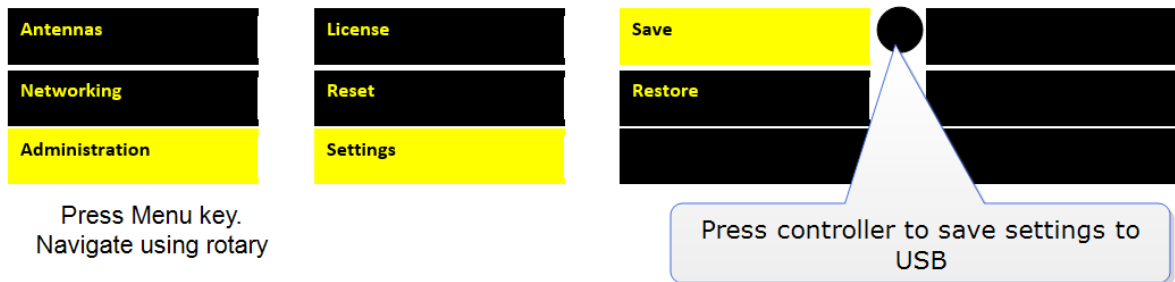 Antennas
License
Save
Networking
Reset
Restore
Administration
Settings
Press Menu key.
Navigate using rotary
Press controller to save settings to
USB